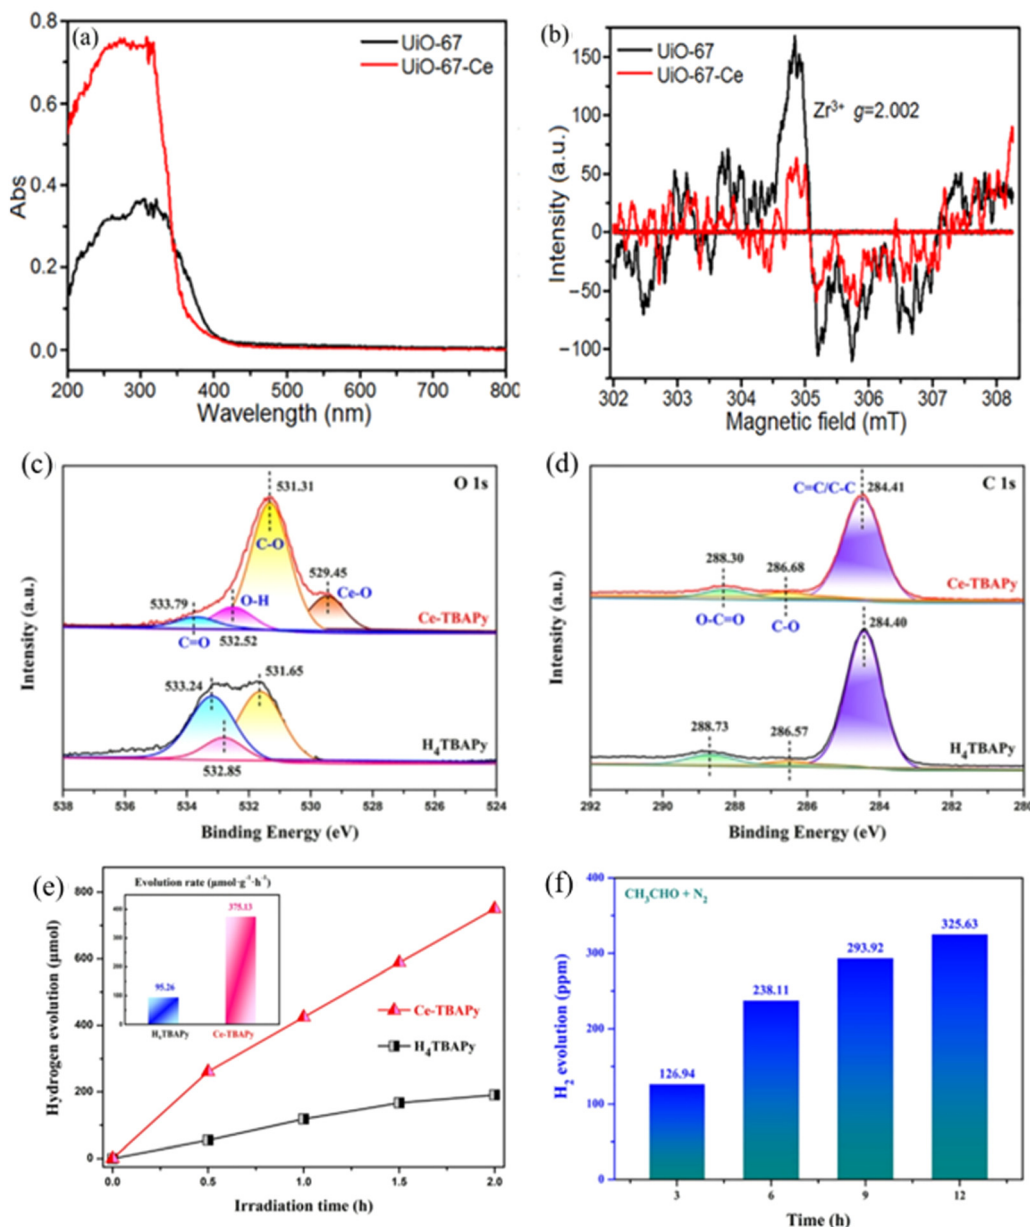 (a)
UiO-67
UiO-67-Ce
Abs
0.8
0.6
0.4
0.2
0.0
200 300 400 500 600 700 800
Wavelength (nm)
(b)
UiO-67
UiO-67-Ce
Zr³⁺ g=2.002
Intensity (a.u.)
150
100
50
0
−50
−100
302 303 304 305 306 307 308
Magnetic field (mT)
(c)
O 1s
531.31
C-O
529.45
Ce-O
O-H
533.79
Ce-TBAPy
C=O
532.52
533.24
531.65
H₄TBAPy
532.85
Intensity (a.u.)
538 536 534 532 530 528 526 524
Binding Energy (eV)
(d)
C 1s
C=C/C-C
284.41
288.30
286.68
Ce-TBAPy
O-C=O
C-O
284.40
288.73
286.57
H₄TBAPy
Intensity (a.u.)
292 290 288 286 284 282 280
Binding Energy (eV)
(e)
Evolution rate (μmol·g⁻¹·h⁻¹)
375.13
95.26
400
300
200
100
0
H₄TBAPy Ce-TBAPy
Ce-TBAPy
H₄TBAPy
Hydrogen evolution (μmol)
800
600
400
200
0
0.0 0.5 1.0 1.5 2.0
Irradiation time (h)
(f)
CH₃CHO + N₂
325.63
293.92
238.11
126.94
H₂ evolution (ppm)
400
300
200
100
0
3 6 9 12
Time (h)